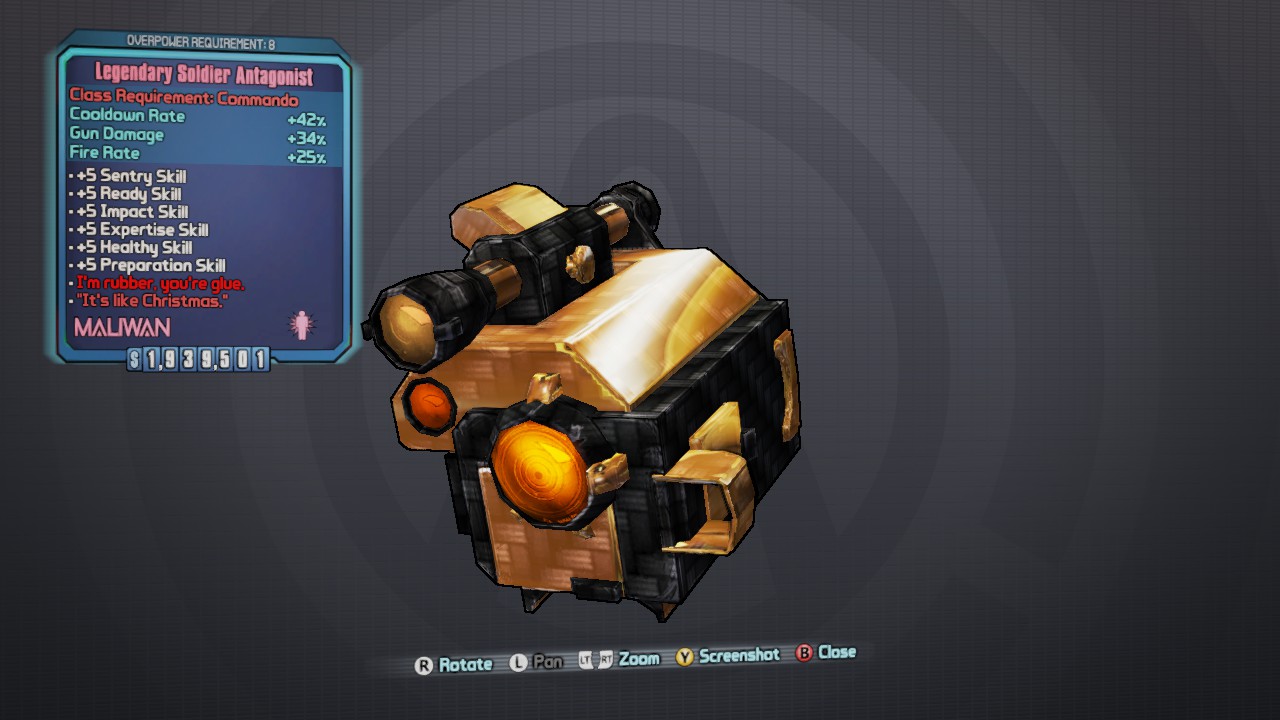 OVERPOWER REQUIREMENT: 8
Legendary Soldier Antagonist
Class Requirement: Commando
Cooldown Rate +42%
Gun Damage +34%
Fire Rate +25%
• +5 Sentry Skill
• +5 Ready Skill
• +5 Impact Skill
• +5 Expertise Skill
• +5 Healthy Skill
• +5 Preparation Skill
• I'm rubber, you're glue.
• "It's like Christmas."
MALIWAN
$ 1,939,501
R Rotate L Pan LT RT Zoom Y Screenshot B Close